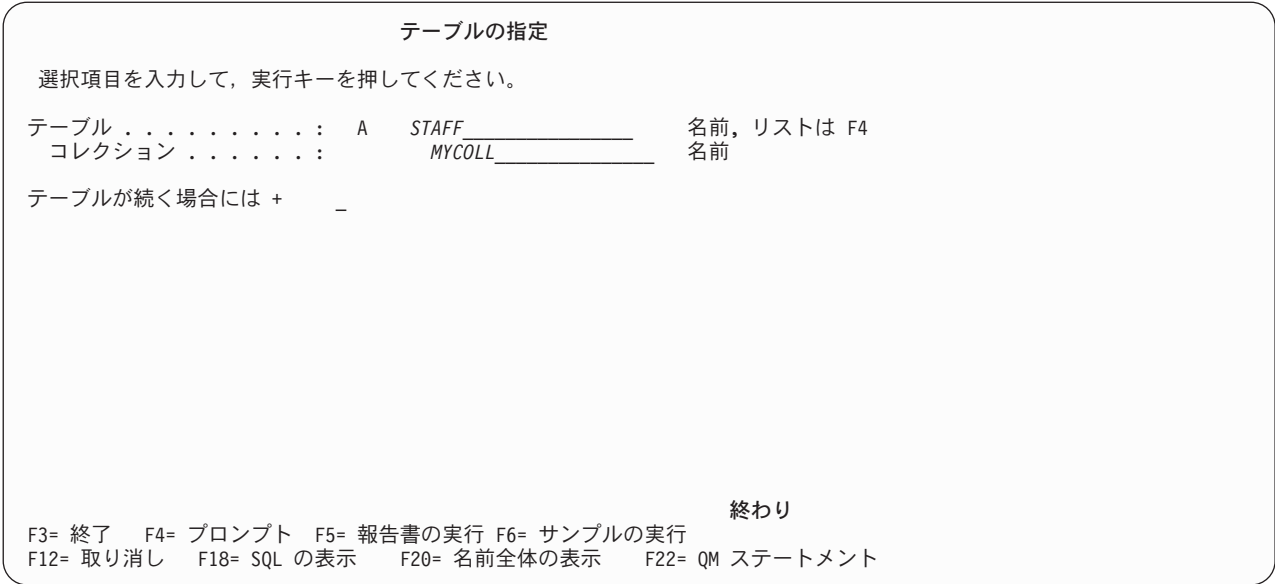 テーブルの指定
選択項目を入力して, 実行キーを押してください。
テーブル . . . . . . . . . : A STAFF________________ 名前, リストは F4
コレクション . . . . . . : MYCOLL_______________ 名前
テーブルが続く場合には + _
終わり
F3= 終了 F4= プロンプト F5= 報告書の実行 F6= サンプルの実行
F12= 取り消し F18= SQL の表示 F20= 名前全体の表示 F22= QM ステートメント